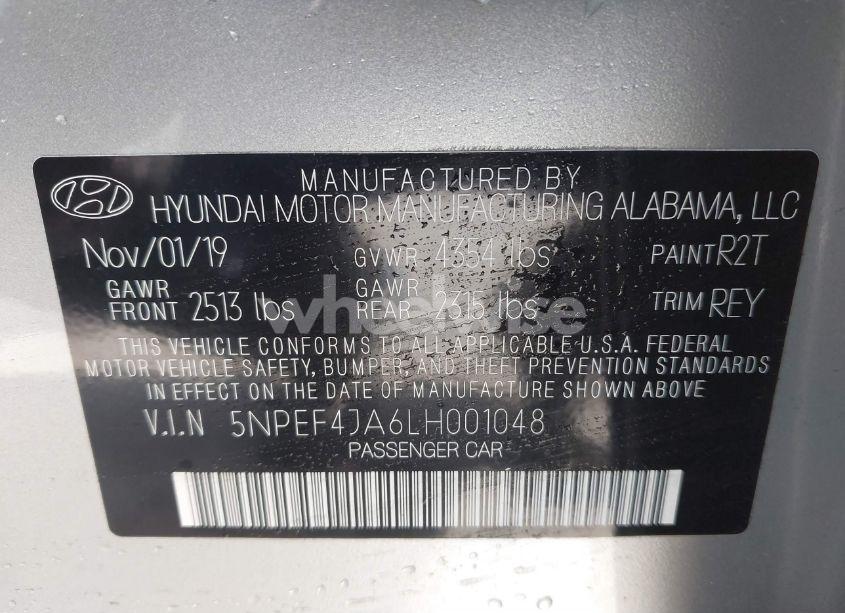 MANUFACTURED BY
HYUNDAI MOTOR MANUFACTURING ALABAMA, LLC
Nov/01/19 GVWR 4354 lbs PAINT R2T
GAWR FRONT 2513 lbs GAWR REAR 2315 lbs TRIM REY
wheelwise
THIS VEHICLE CONFORMS TO ALL APPLICABLE U.S.A. FEDERAL
MOTOR VEHICLE SAFETY, BUMPER, AND THEFT PREVENTION STANDARDS
IN EFFECT ON THE DATE OF MANUFACTURE SHOWN ABOVE.
V.I.N 5NPEF4JA6LH001048
PASSENGER CAR